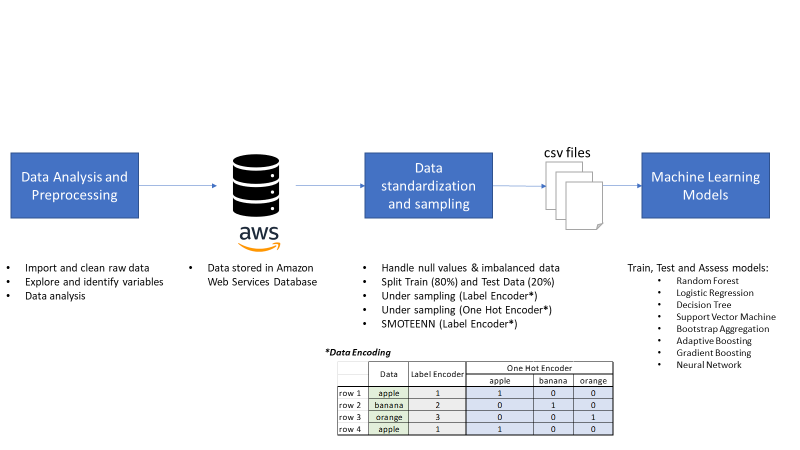 csv files
Data Analysis and
Preprocessing
aws
Data
standardization
and sampling
Machine Learning
Models
• Import and clean raw data
• Explore and identify variables
• Data analysis
• Data stored in Amazon
Web Services Database
• Handle null values & imbalanced data
• Split Train (80%) and Test Data (20%)
• Under sampling (Label Encoder*)
• Under sampling (One Hot Encoder*)
• SMOTEENN (Label Encoder*)
Train, Test and Assess models:
• Random Forest
• Logistic Regression
• Decision Tree
• Support Vector Machine
• Bootstrap Aggregation
• Adaptive Boosting
• Gradient Boosting
• Neural Network
*Data Encoding
Data Label Encoder One Hot Encoder
apple banana orange
row 1 apple 1 1 0 0
row 2 banana 2 0 1 0
row 3 orange 3 0 0 1
row 4 apple 1 1 0 0